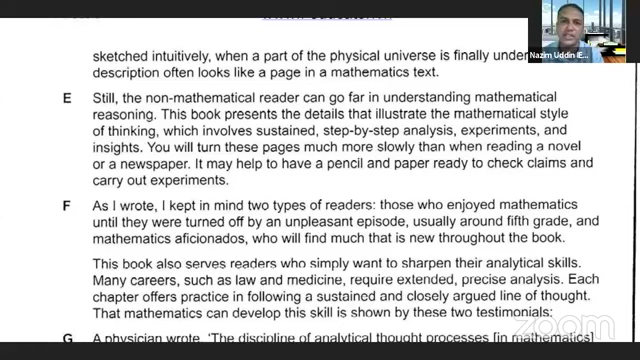 sketched intuitively, when a part of the physical universe is finally
description often looks like a page in a mathematics text.
E Still, the non-mathematical reader can go far in understanding mathematical
reasoning. This book presents the details that illustrate the mathematical style
of thinking, which involves sustained, step-by-step analysis, experiments, and
insights. You will turn these pages much more slowly than when reading a novel
or a newspaper. It may help to have a pencil and paper ready to check claims and
carry out experiments.
F As I wrote, I kept in mind two types of readers: those who enjoyed mathematics
until they were turned off by an unpleasant episode, usually around fifth grade, and
mathematics aficionados, who will find much that is new throughout the book.
This book also serves readers who simply want to sharpen their analytical skills.
Many careers, such as law and medicine, require extended, precise analysis. Each
chapter offers practice in following a sustained and closely argued line of thought.
That mathematics can develop this skill is shown by these two testimonials:
G A physician wrote, 'The discipline of analytical thought processes [in mathematics]
Nazim Uddin IE...
zoom